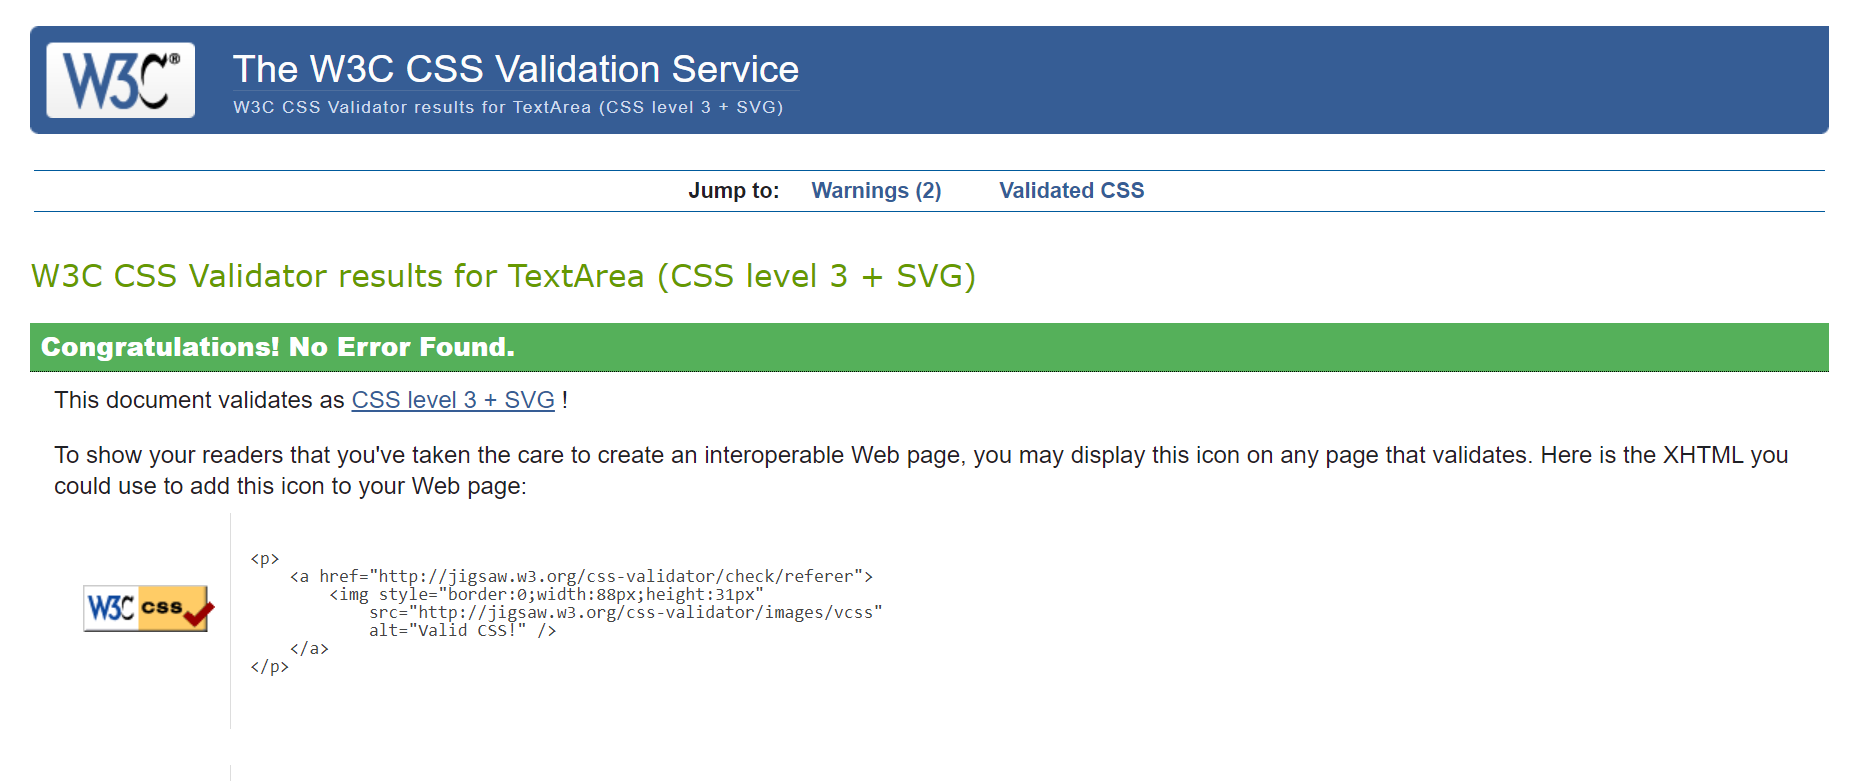 W3C®
The W3C CSS Validation Service
W3C CSS Validator results for TextArea (CSS level 3 + SVG)
Jump to: Warnings (2) Validated CSS
W3C CSS Validator results for TextArea (CSS level 3 + SVG)
Congratulations! No Error Found.
This document validates as CSS level 3 + SVG !
To show your readers that you've taken the care to create an interoperable Web page, you may display this icon on any page that validates. Here is the XHTML you
could use to add this icon to your Web page:
W3C CSS
<p>
<a href="http://jigsaw.w3.org/css-validator/check/referer">
<img style="border:0;width:88px;height:31px"
src="http://jigsaw.w3.org/css-validator/images/vcss"
alt="Valid CSS!" />
</a>
</p>